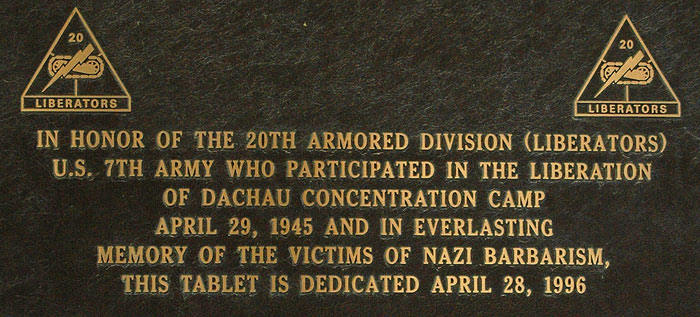 20
LIBERATORS
20
LIBERATORS
IN HONOR OF THE 20TH ARMORED DIVISION (LIBERATORS)
U.S. 7TH ARMY WHO PARTICIPATED IN THE LIBERATION
OF DACHAU CONCENTRATION CAMP
APRIL 29, 1945 AND IN EVERLASTING
MEMORY OF THE VICTIMS OF NAZI BARBARISM,
THIS TABLET IS DEDICATED APRIL 28, 1996